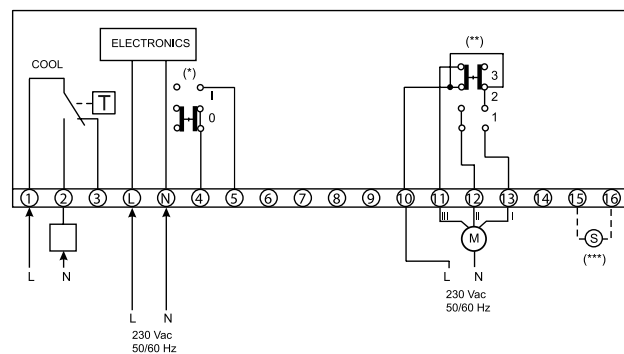 ELECTRONICS
COOL
(*)
(**)
T
I
0
3
2
1
1 2 3 L N 4 5 6 7 8 9 10 11 12 13 14 15 16
III II I
M
S
(***)
L N
L N
L N
230 Vac
50/60 Hz
230 Vac
50/60 Hz